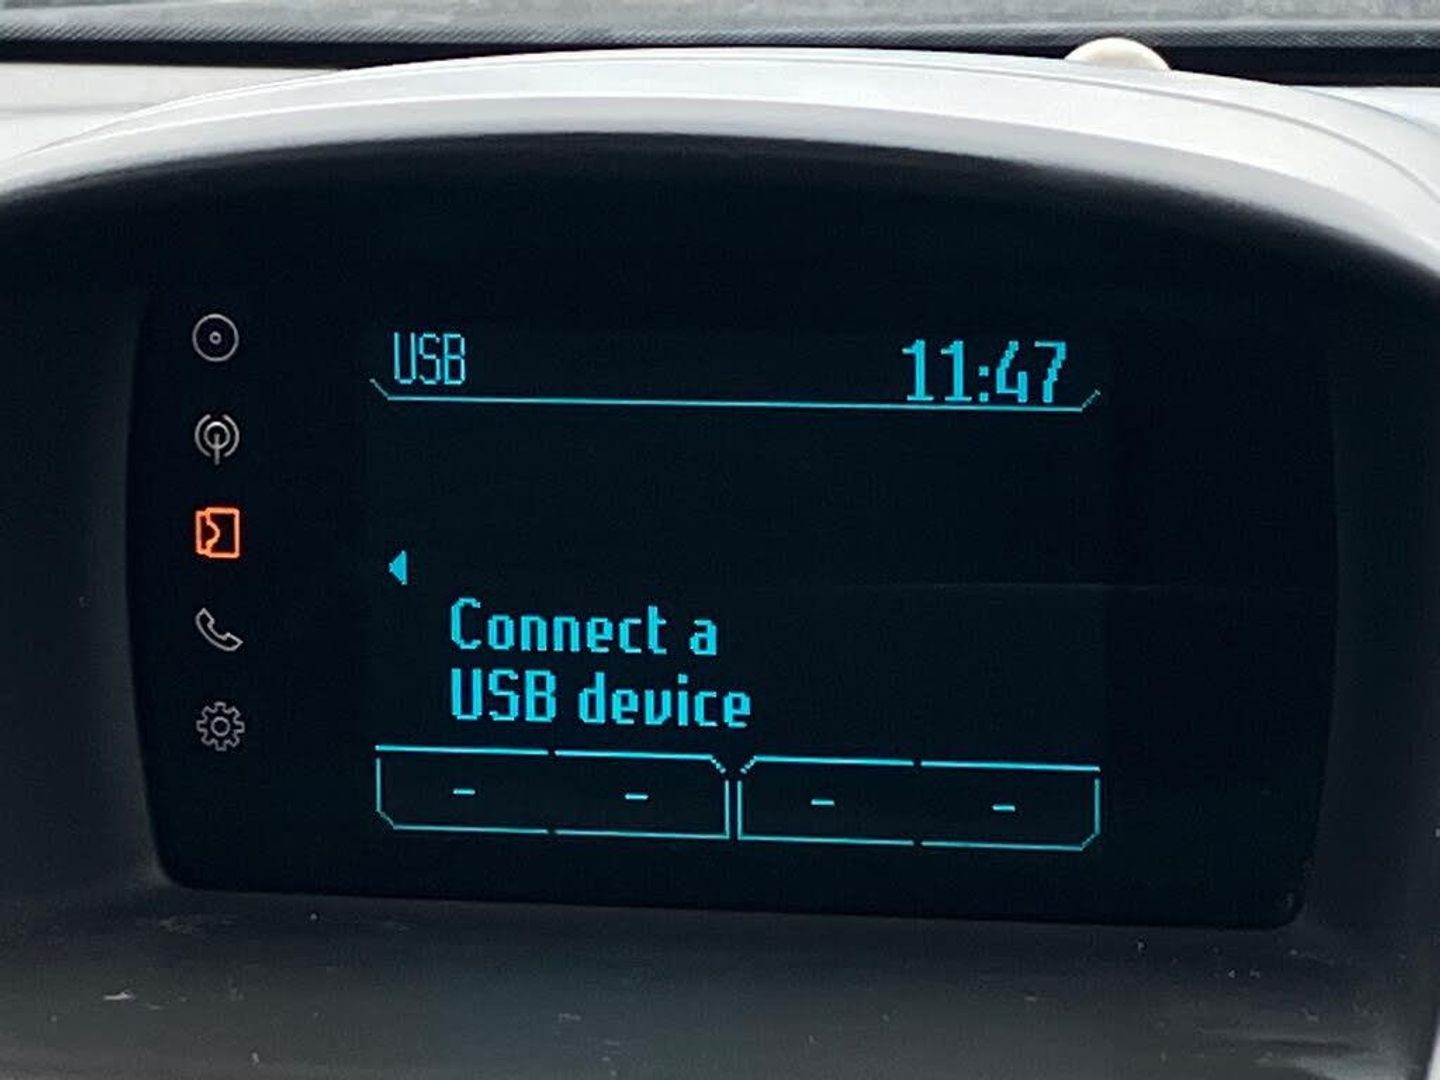 USB
11:47
Connect a
USB device
- - - -